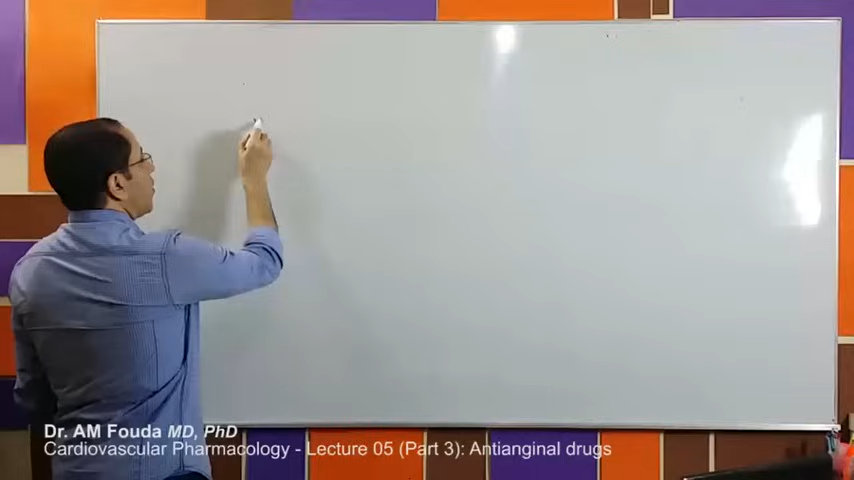 Dr. AM Fouda MD, PhD
Cardiovascular Pharmacology - Lecture 05 (Part 3): Antianginal drugs